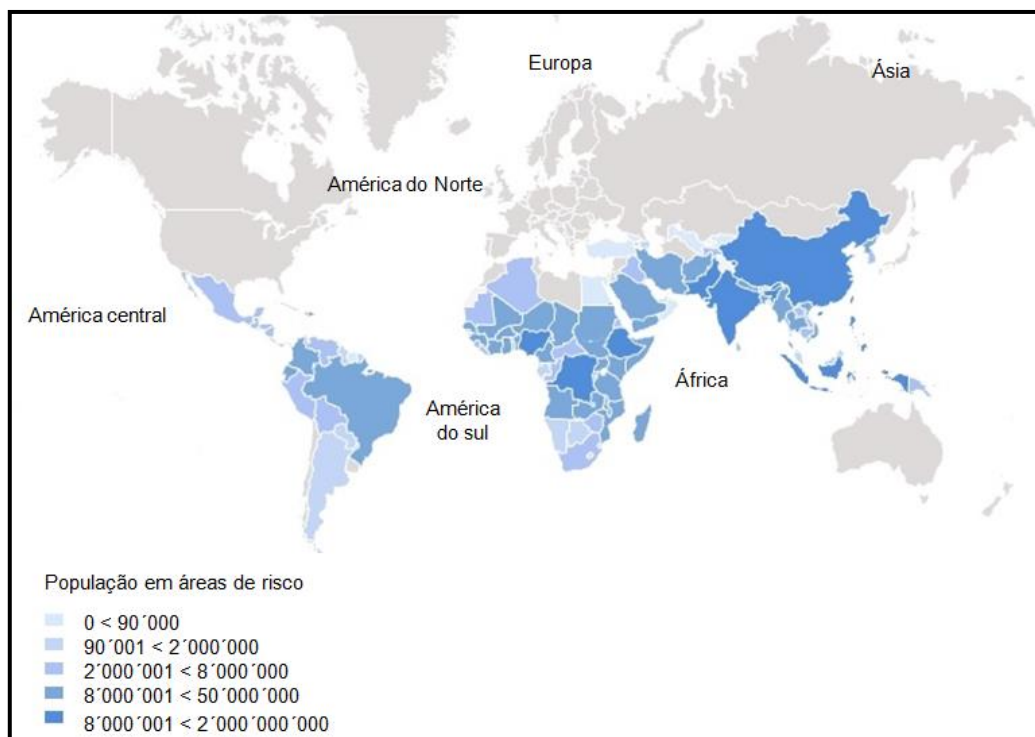 Europa
Ásia
América do Norte
América central
África
América
do sul
População em áreas de risco
0 < 90´000
90´001 < 2´000´000
2´000´001 < 8´000´000
8´000´001 < 50´000´000
8´000´001 < 2´000´000´000